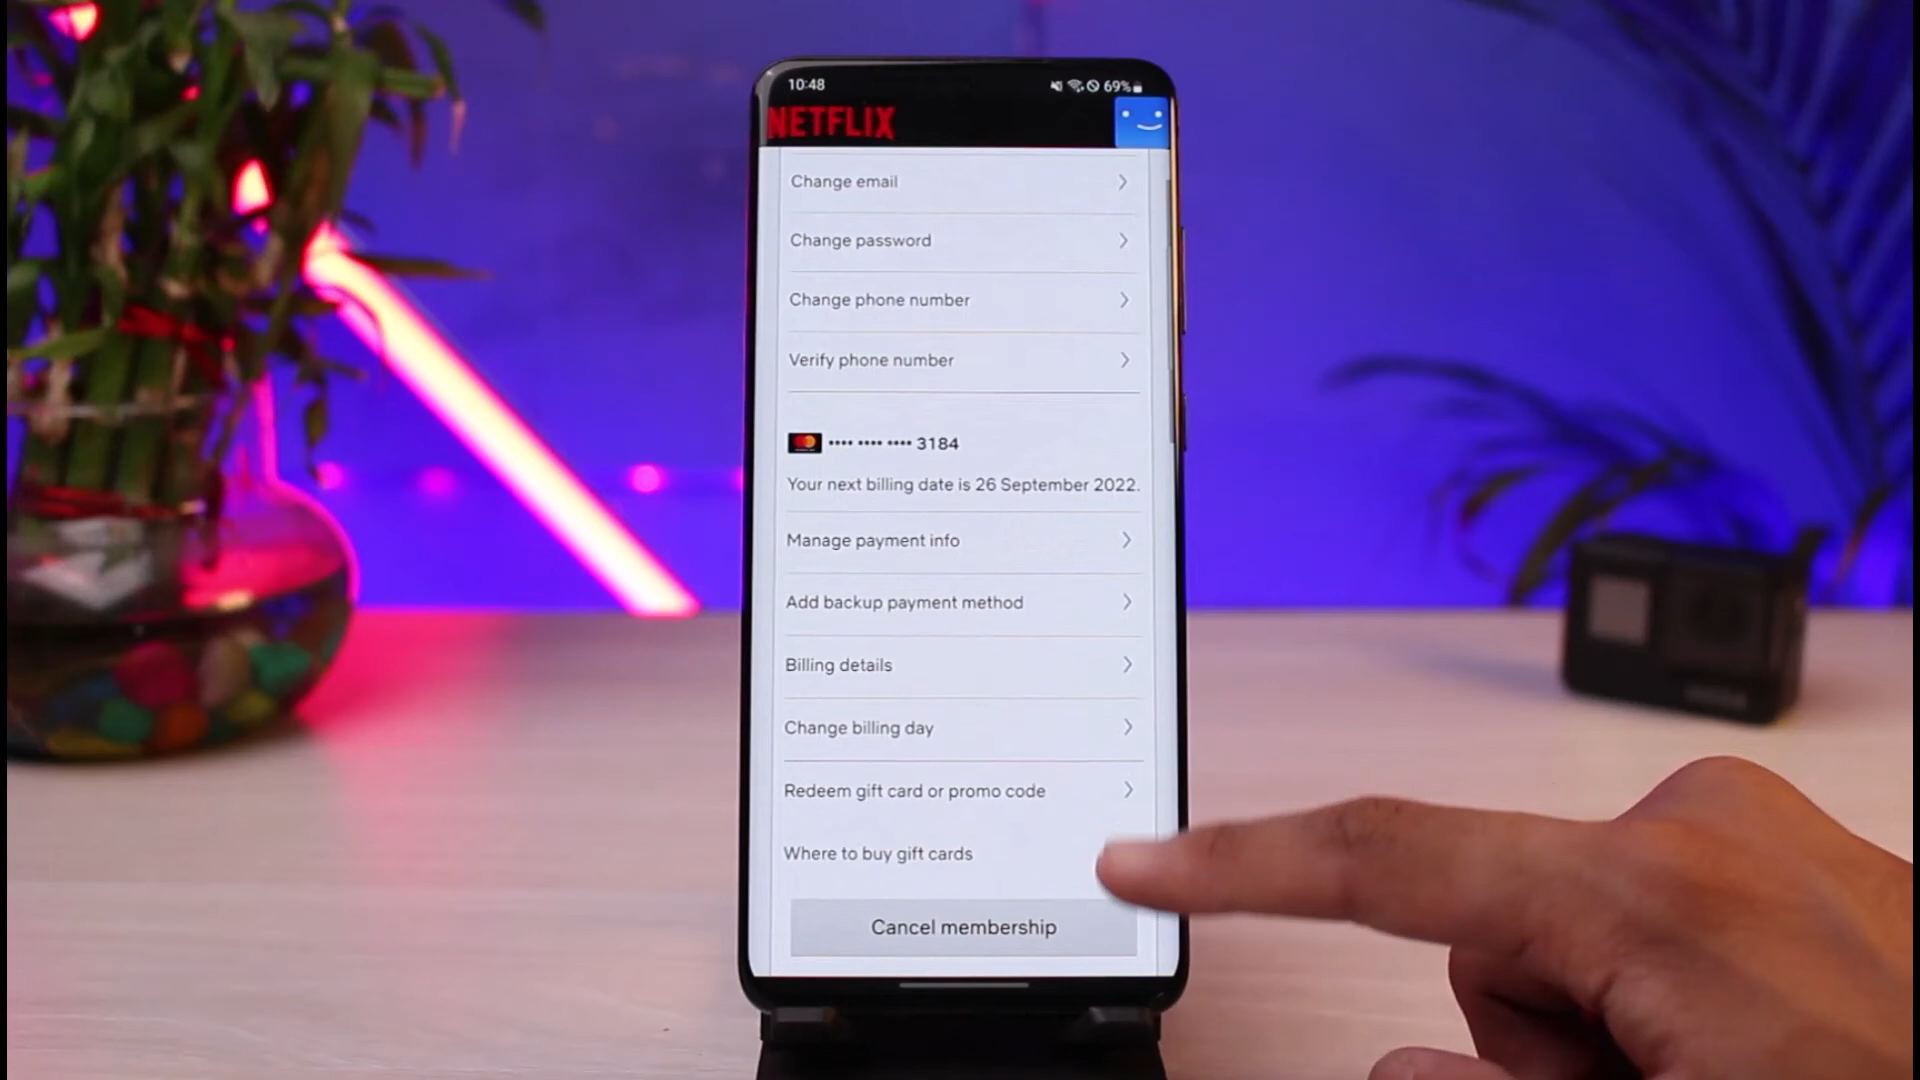 10:48
69%
NETFLIX
Change email
Change password
Change phone number
Verify phone number
•••• •••• •••• 3184
Your next billing date is 26 September 2022.
Manage payment info
Add backup payment method
Billing details
Change billing day
Redeem gift card or promo code
Where to buy gift cards
Cancel membership